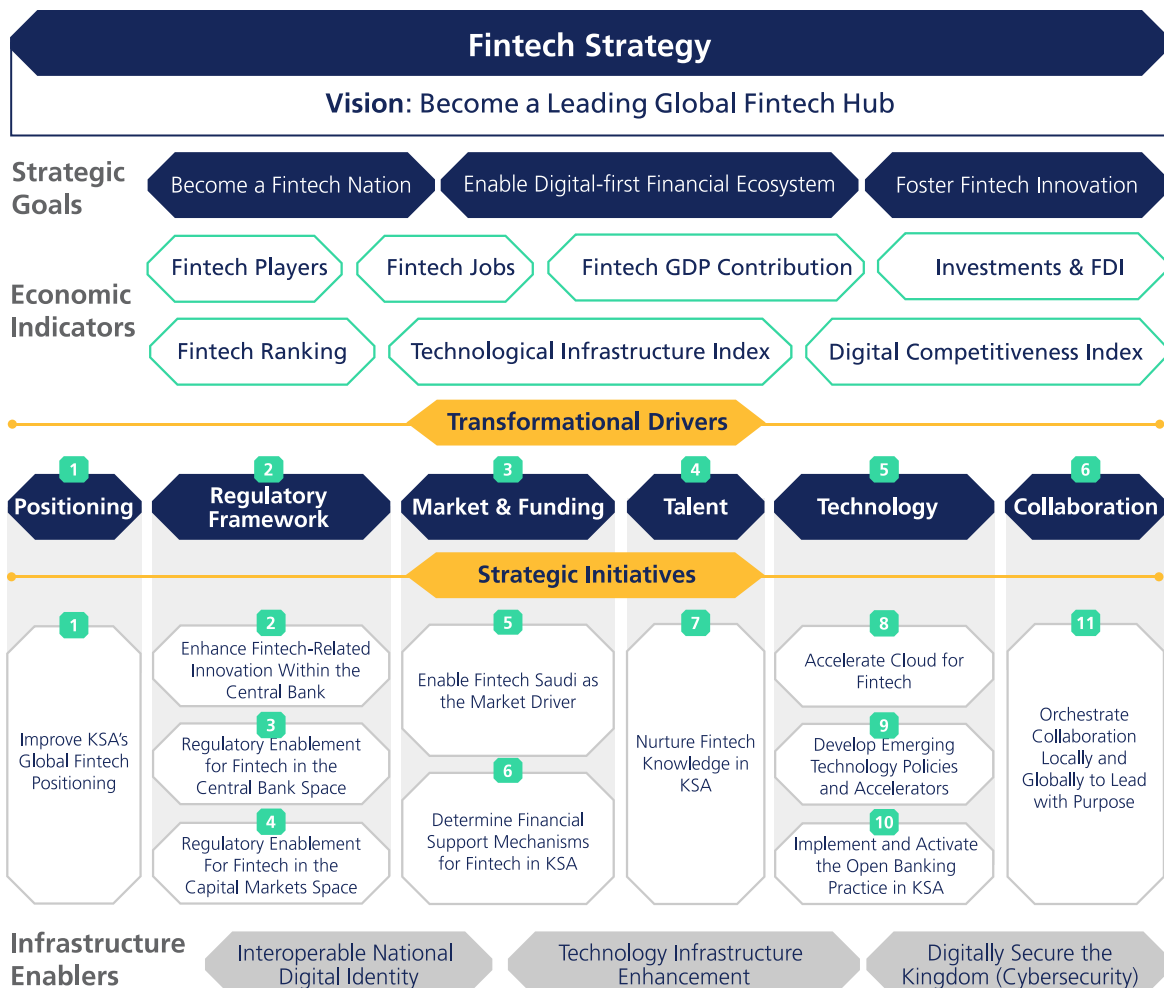 Fintech Strategy
Vision: Become a Leading Global Fintech Hub
Strategic
Goals
Become a Fintech Nation
Enable Digital-first Financial Ecosystem
Foster Fintech Innovation
Economic
Indicators
Fintech Players
Fintech Jobs
Fintech GDP Contribution
Investments & FDI
Fintech Ranking
Technological Infrastructure Index
Digital Competitiveness Index
Transformational Drivers
1
Positioning
2
Regulatory
Framework
3
Market & Funding
4
Talent
5
Technology
6
Collaboration
Strategic Initiatives
1
Improve KSA's
Global Fintech
Positioning
2
Enhance Fintech-Related
Innovation Within the
Central Bank
3
Regulatory Enablement
for Fintech in the
Central Bank Space
4
Regulatory Enablement
For Fintech in the
Capital Markets Space
5
Enable Fintech Saudi as
the Market Driver
6
Determine Financial
Support Mechanisms
for Fintech in KSA
7
Nurture Fintech
Knowledge in
KSA
8
Accelerate Cloud for
Fintech
9
Develop Emerging
Technology Policies
and Accelerators
10
Implement and Activate
the Open Banking
Practice in KSA
11
Orchestrate
Collaboration
Locally and
Globally to Lead
with Purpose
Infrastructure
Enablers
Interoperable National
Digital Identity
Technology Infrastructure
Enhancement
Digitally Secure the
Kingdom (Cybersecurity)